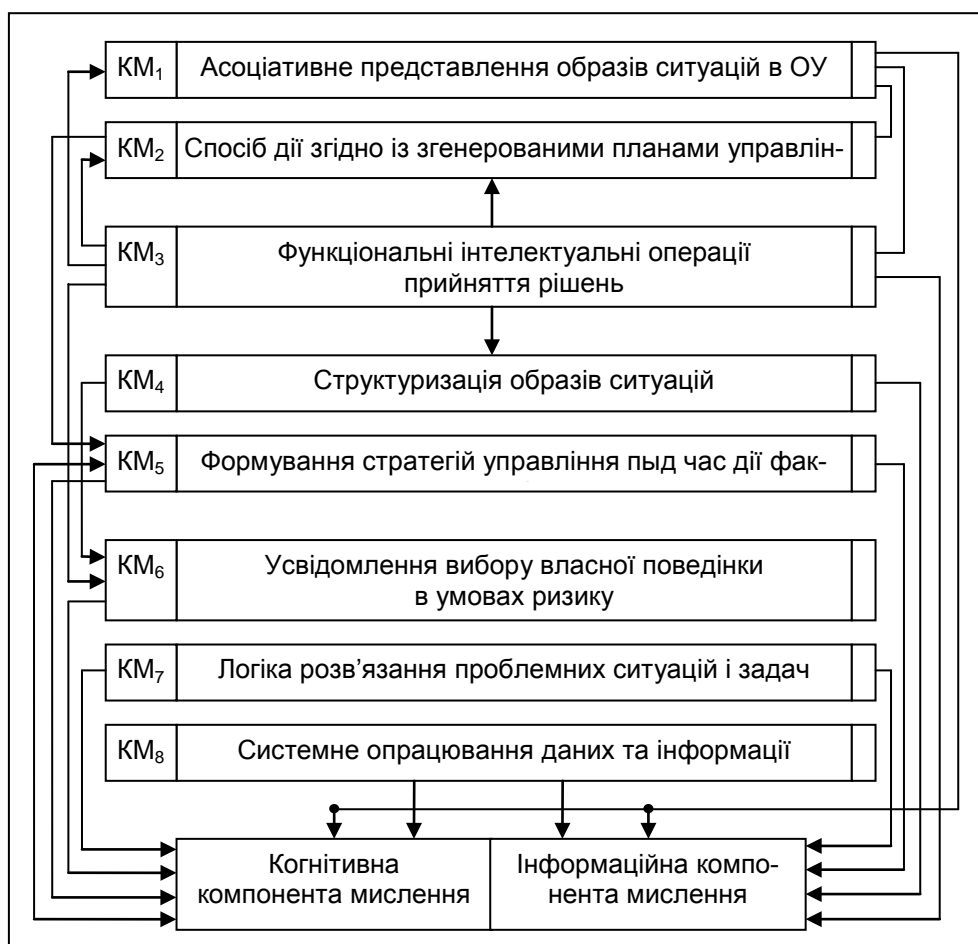 КМ₁ Асоціативне представлення образів ситуацій в ОУ
КМ₂ Спосіб дії згідно із згенерованими планами управлін-
КМ₃ Функціональні інтелектуальні операції
прийняття рішень
КМ₄ Структуризація образів ситуацій
КМ₅ Формування стратегій управління пыд час дії фак-
КМ₆ Усвідомлення вибору власної поведінки
в умовах ризику
КМ₇ Логіка розв’язання проблемних ситуацій і задач
КМ₈ Системне опрацювання даних та інформації
Когнітивна
компонента мислення
Інформаційна компо-
нента мислення